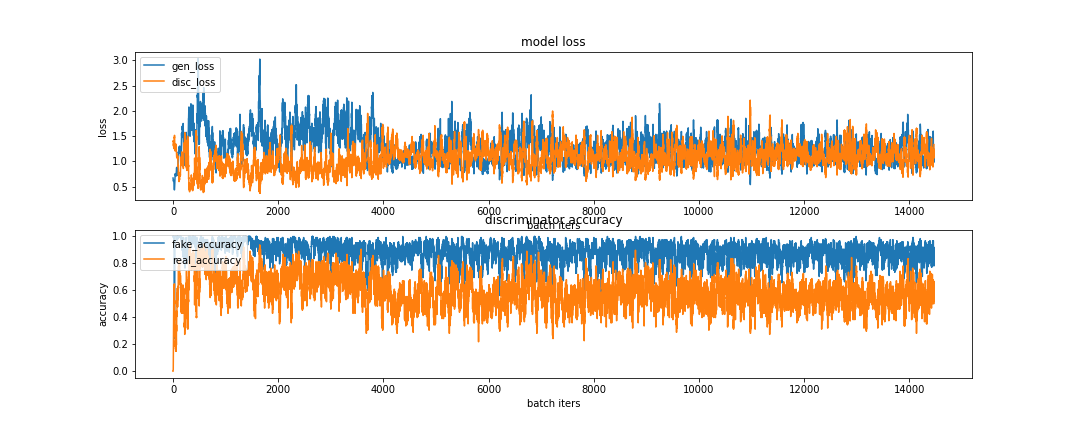 model loss
gen_loss
disc_loss
3.0
2.5
2.0
1.5
1.0
0.5
loss
0 2000 4000 6000 8000 10000 12000 14000
batch iters
discriminator accuracy
fake_accuracy
real_accuracy
1.0
0.8
0.6
0.4
0.2
0.0
accuracy
0 2000 4000 6000 8000 10000 12000 14000
batch iters